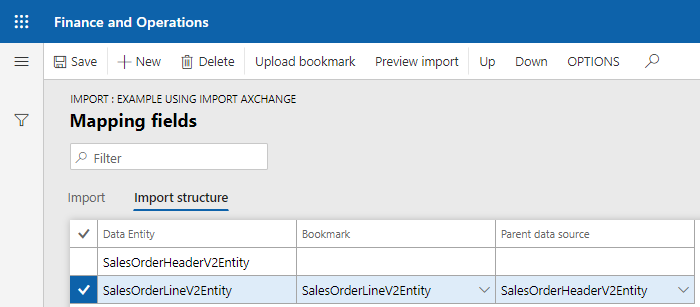 Finance and Operations
Save New Delete Upload bookmark Preview import Up Down OPTIONS
IMPORT : EXAMPLE USING IMPORT AXCHANGE
Mapping fields
Filter
Import Import structure
Data Entity Bookmark Parent data source
SalesOrderHeaderV2Entity
SalesOrderLineV2Entity SalesOrderLineV2Entity SalesOrderHeaderV2Entity